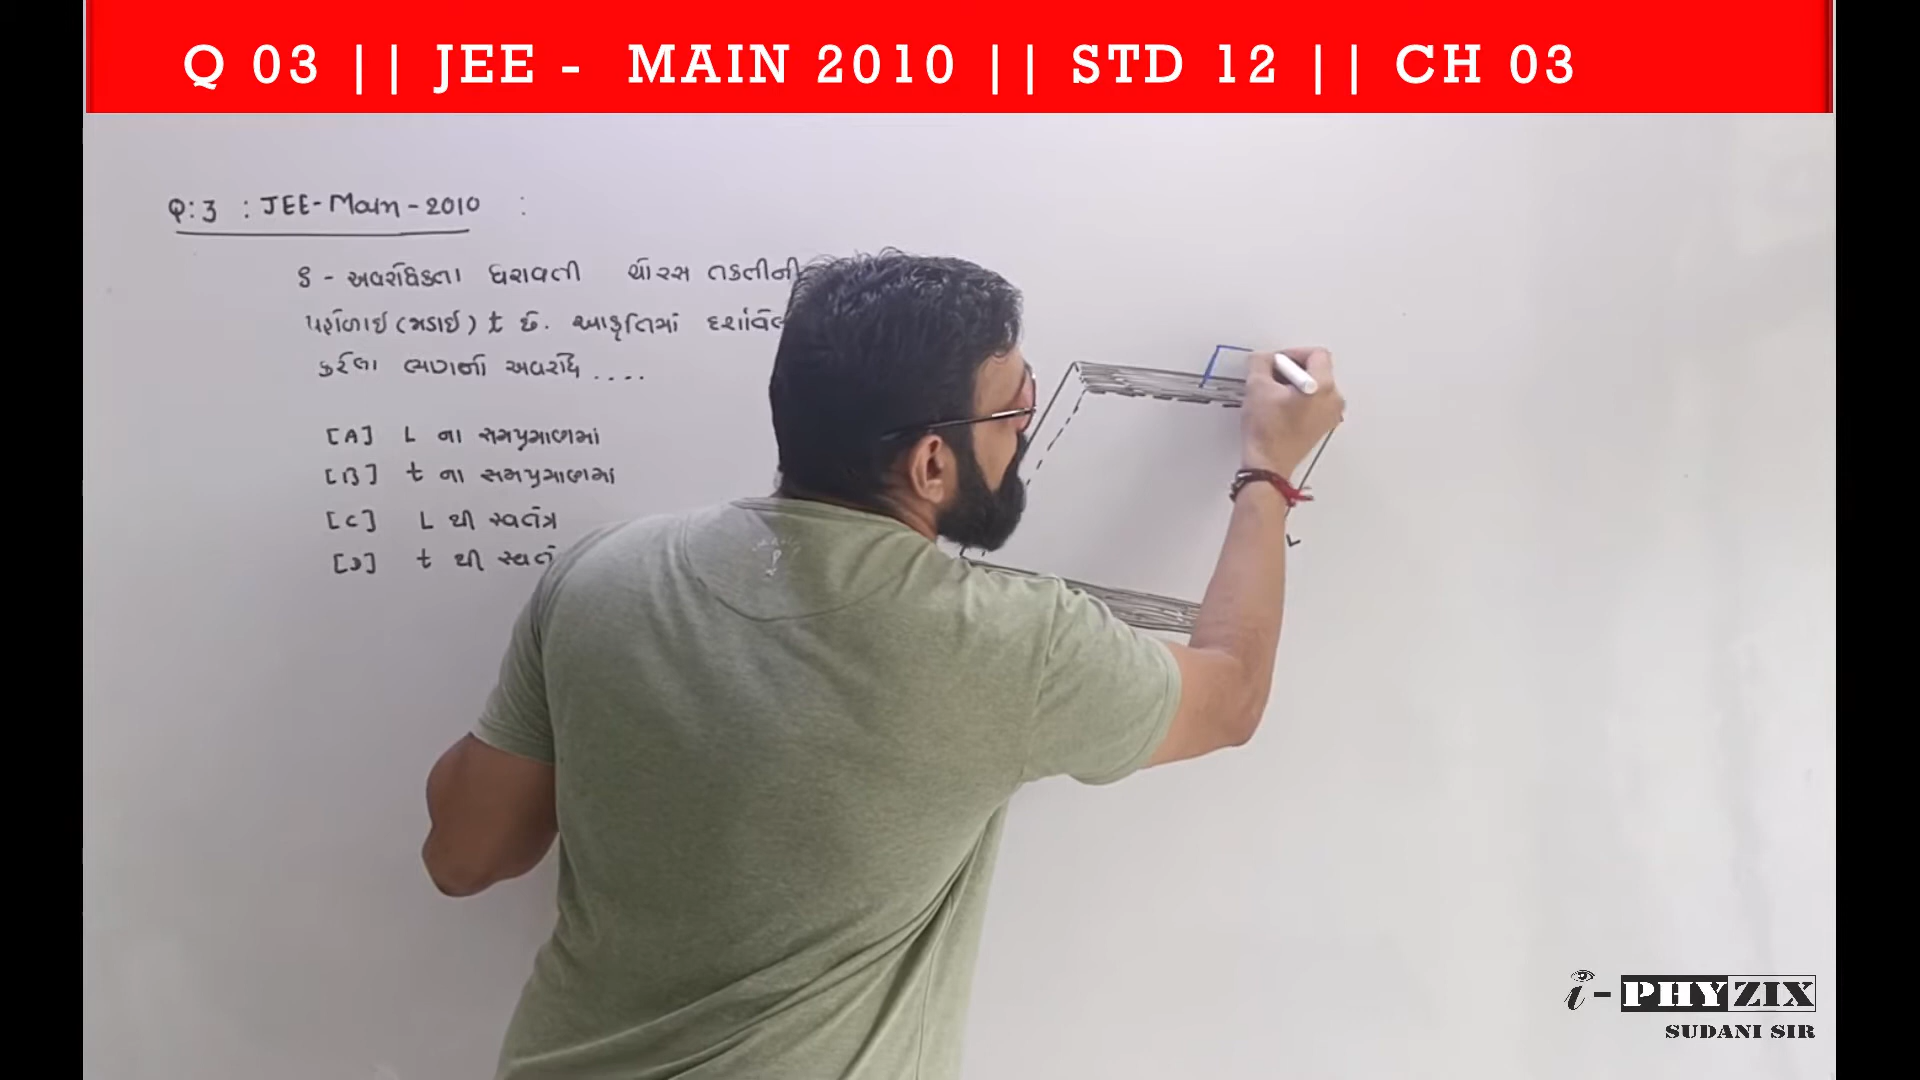 Q 03 || JEE - MAIN 2010 || STD 12 || CH 03
Q:3 : JEE-Main-2010 :
ρ - અવરોધકતા ધરાવતી ચોરસ તકતીની
પહોળાઈ (જાડાઈ) t છે. આકૃતિમાં
કરેલા ભાગનો અવરોધ ....
[A] L ના સમપ્રમાણમાં
[B] t ના સમપ્રમાણમાં
[C] L થી સ્વતંત્ર
[D] t થી
L
i-PHYZIX
SUDANI SIR